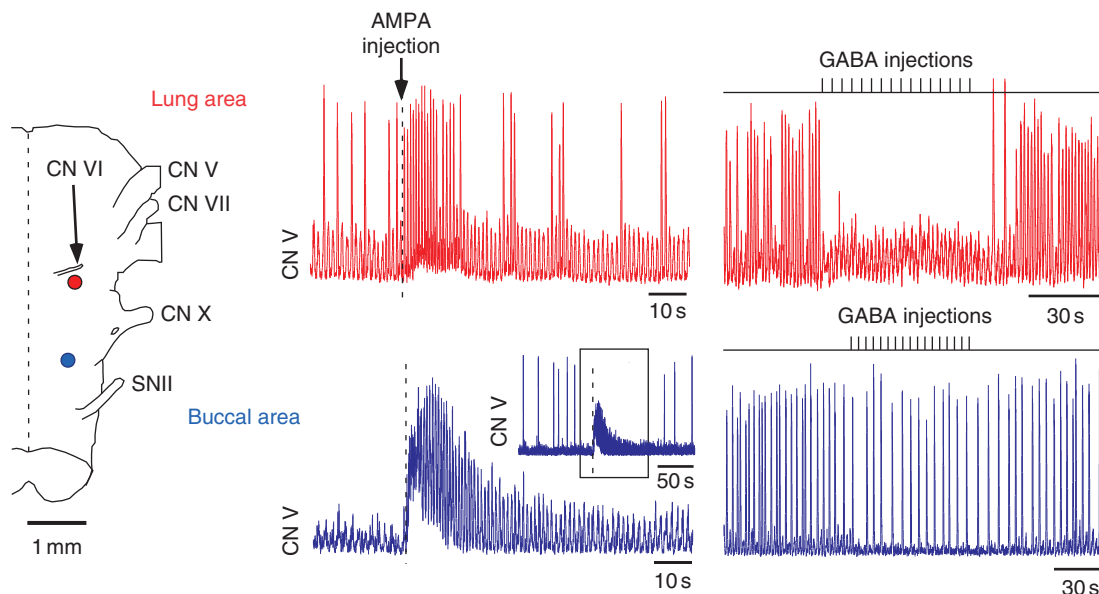 AMPA
injection
GABA injections
Lung area
CN VI
CN V
CN VII
CN V
10 s
30 s
CN X
GABA injections
SNII
Buccal area
CN V
50 s
CN V
1 mm
10 s
30 s